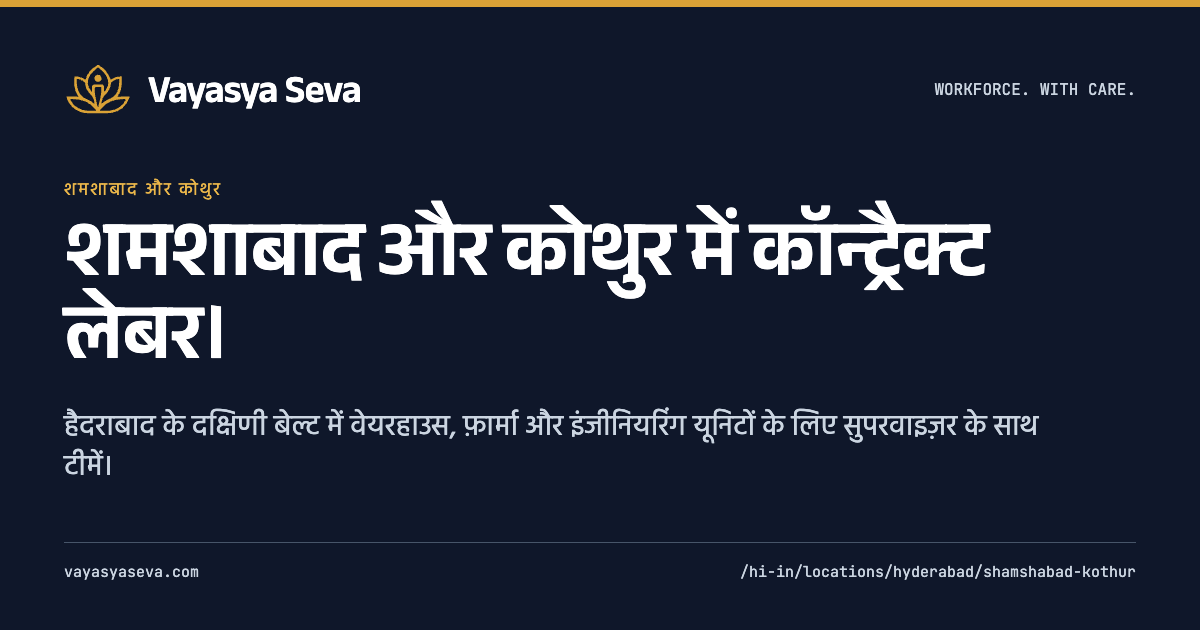 Vayasya Seva
WORKFORCE. WITH CARE.
शमशाबाद और कोथुर
शमशाबाद और कोथुर में कॉन्ट्रैक्ट
लेबर।
हैदराबाद के दक्षिणी बेल्ट में वेयरहाउस, फ़ार्मा और इंजीनियरिंग यूनिटों के लिए सुपरवाइज़र के साथ
टीमें।
vayasyaseva.com
/hi-in/locations/hyderabad/shamshabad-kothur